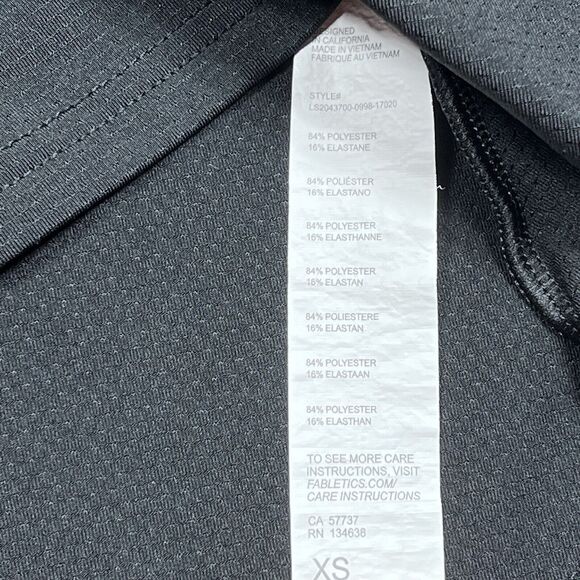 DESIGNED
IN CALIFORNIA
MADE IN VIETNAM
FABRIQUÉ AU VIETNAM
STYLE#
LS2043700-0998-17020
84% POLYESTER
16% ELASTANE
84% POLIÉSTER
16% ELASTANO
84% POLYESTER
16% ELASTHANNE
84% POLYESTER
16% ELASTAN
84% POLIESTERE
16% ELASTAN
84% POLYESTER
16% ELASTAAN
84% POLYESTER
16% ELASTHAN
TO SEE MORE CARE
INSTRUCTIONS, VISIT
FABLETICS.COM/
CARE INSTRUCTIONS
CA 57737
RN 134638
XS